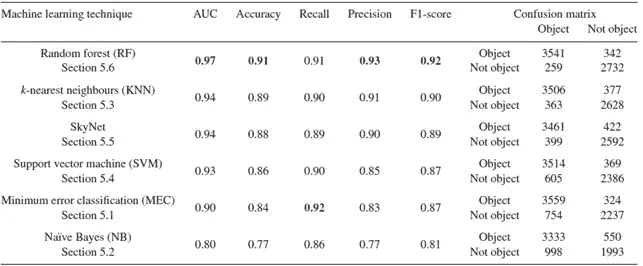 Machine learning technique AUC Accuracy Recall Precision F1-score Confusion matrix
Object Not object
Random forest (RF) Object 3541 342
0.97 0.91 0.91 0.93 0.92
Section 5.6 Not object 259 2732
k-nearest neighbours (KNN) Object 3506 377
0.94 0.89 0.90 0.91 0.90
Section 5.3 Not object 363 2628
SkyNet Object 3461 422
0.94 0.88 0.89 0.90 0.89
Section 5.5 Not object 399 2592
Support vector machine (SVM) Object 3514 369
0.93 0.86 0.90 0.85 0.87
Section 5.4 Not object 605 2386
Minimum error classification (MEC) Object 3559 324
0.90 0.84 0.92 0.83 0.87
Section 5.1 Not object 754 2237
Naïve Bayes (NB) Object 3333 550
0.80 0.77 0.86 0.77 0.81
Section 5.2 Not object 998 1993